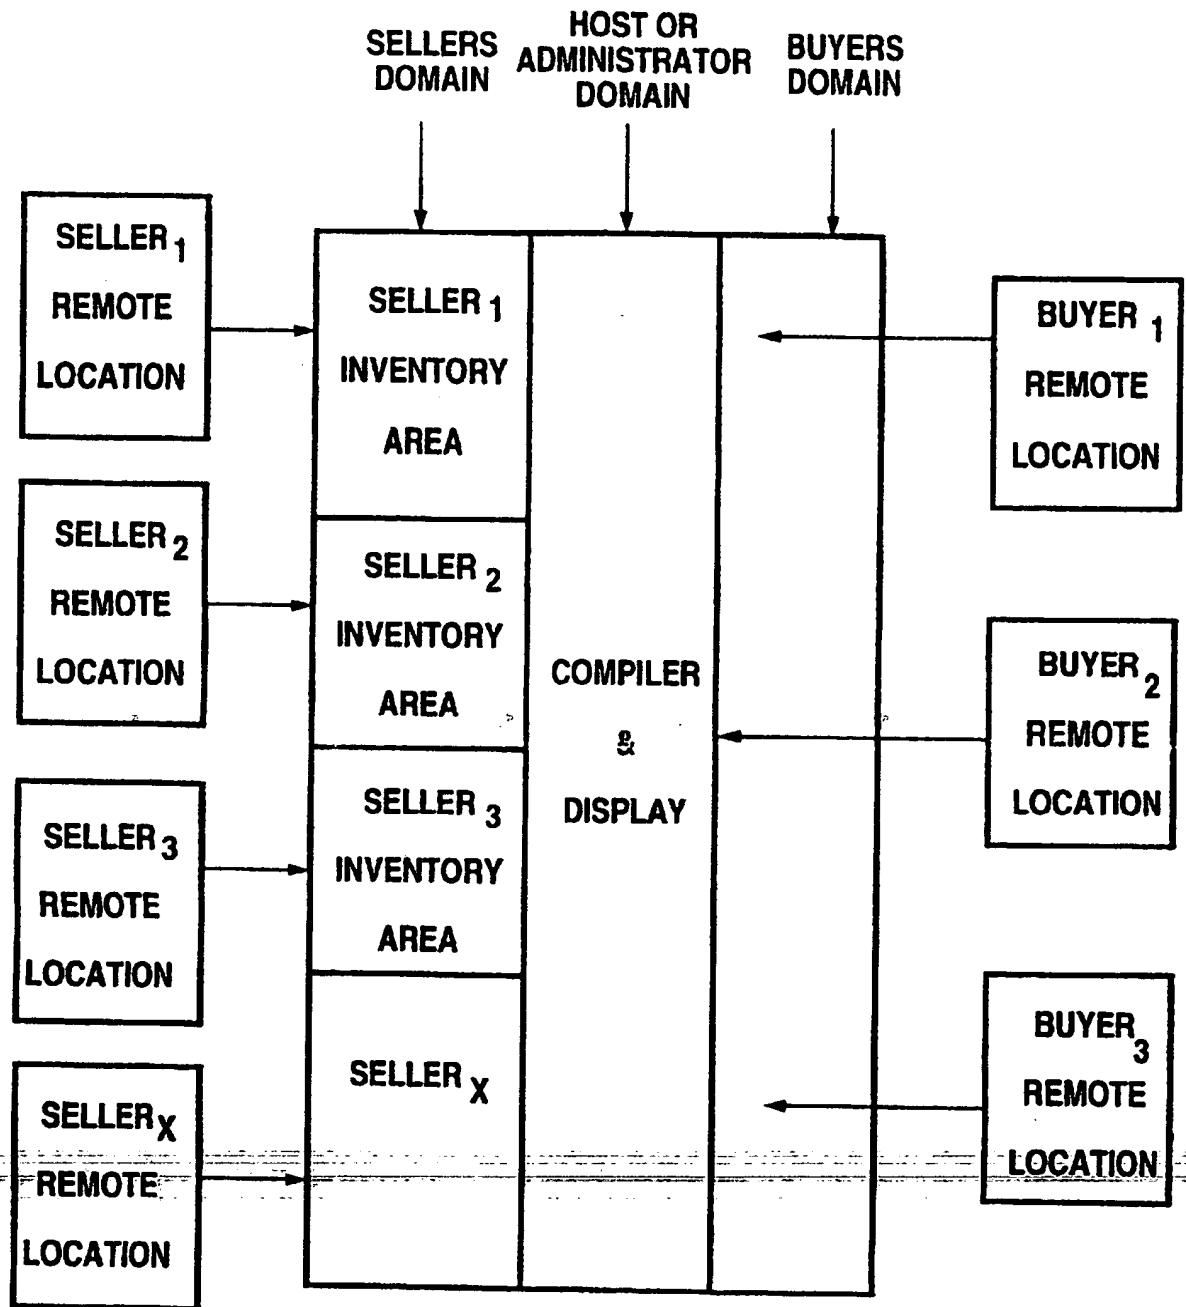 SELLERS
DOMAIN
HOST OR
ADMINISTRATOR
DOMAIN
BUYERS
DOMAIN
SELLER 1
REMOTE
LOCATION
SELLER 2
REMOTE
LOCATION
SELLER 3
REMOTE
LOCATION
SELLER X
REMOTE
LOCATION
SELLER 1
INVENTORY
AREA
SELLER 2
INVENTORY
AREA
SELLER 3
INVENTORY
AREA
SELLER X
COMPILER
&
DISPLAY
BUYER 1
REMOTE
LOCATION
BUYER 2
REMOTE
LOCATION
BUYER 3
REMOTE
LOCATION